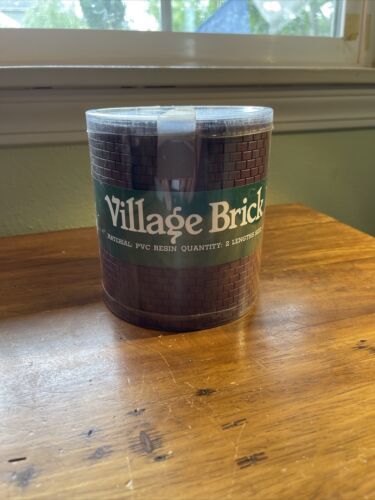 Village Brick
MATERIAL: PVC RESIN QUANTITY: 2 LENGTHS